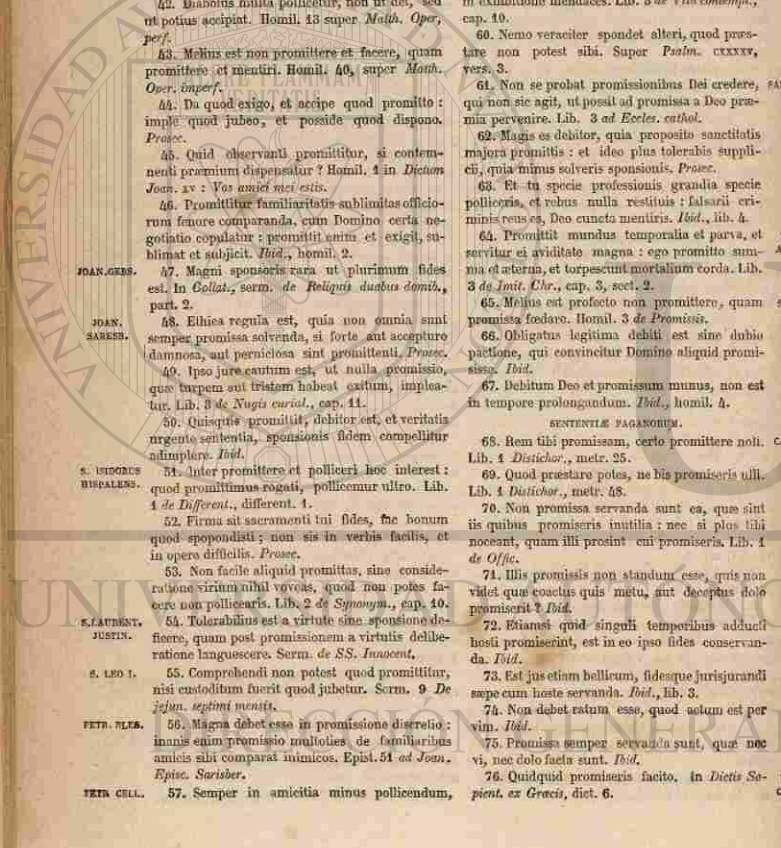 42. Diabolus multa pollicetur, non ut det, sed
ut potius accipiat. Homil. 13 super Matth. Oper,
perf.
43. Melius est non promittere et facere, quam
promittere et mentiri. Homil. 40, super Matth.
Oper. imperf.
44. Da quod exigo, et accipe quod promitto :
imple quod jubeo, et posside quod dispono.
Prosec.
45. Quid observanti promittitur, si contem-
nenti præmium dispensatur ? Homil. 1 in Dictum
Joan. xv : Vos amici mei estis.
46. Promittitur familiaritatis sublimitas officio-
rum fenore comparanda, cum Domino certa ne-
gotiatio copulatur : promittit enim et exigit, su-
blimat et subjicit. Ibid., homil. 2.
JOAN.GERS.
47. Magni sponsoris rara ut plurimum fides
est. In Collat., serm. de Reliquis duabus domib.,
part. 2.
JOAN.
SARESB.
48. Ethica regula est, quia non omnia sunt
semper promissa solvenda, si forte aut accepturo
damnosa, aut perniciosa sint promittenti. Prosec.
49. Ipso jure cautum est, ut nulla promissio,
quæ turpem aut tristem habeat exitum, implea-
tur. Lib. 3 de Nugis curial., cap. 11.
50. Quisquis promittit, debitor est, et veritatis
urgente sententia, sponsionis fidem compellitur
adimplere. Ibid.
S. ISIDORUS
HISPALENS.
51. Inter promittere et polliceri hoc interest :
quod promittimus rogati, pollicemur ultro. Lib.
1 de Different., different. 1.
52. Firma sit sacramenti tui fides, fac bonum
quod spopondisti ; non sis in verbis facilis, et
in opere difficilis. Prosec.
53. Non facile aliquid promittas, sine conside-
ratione virium nihil voveas, quod non potes fa-
cere non pollicearis. Lib. 2 de Synonym., cap. 10.
S.LAURENT.
JUSTIN.
54. Tolerabilius est a virtute sine sponsione de-
ficere, quam post promissionem a virtutis delibe-
ratione languescere. Serm. de SS. Innocent.
S. LEO I.
55. Comprehendi non potest quod promittitur,
nisi custoditum fuerit quod jubetur. Serm. 9 De
jejun. septimi mensis.
PETR. BLES.
56. Magna debet esse in promissione discretio :
inanis enim promissio multoties de familiaribus
amicis sibi comparat inimicos. Epist. 51 ad Joan.
Episc. Sarisber.
PETR CELL.
57. Semper in amicitia minus pollicendum,
cap. 10.
60. Nemo veraciter spondet alteri, quod præs-
tare non potest sibi. Super Psalm. CXXXXV,
vers. 3.
61. Non se probat promissionibus Dei credere,
qui non sic agit, ut possit ad promissa a Deo præ-
mia pervenire. Lib. 3 ad Eccles. cathol.
62. Magis es debitor, quia proposito sanctitatis
majora promittis : et ideo plus tolerabis suppli-
cii, quia minus solveris sponsionis. Prosec.
63. Et tu specie professionis grandia specie
polliceris, et rebus nulla restituis : falsarii cri-
minis reus es, Deo cuncta mentiris. Ibid., lib. 4.
64. Promittit mundus temporalia et parva, et
servitur ei aviditate magna : ego promitto sum-
ma et æterna, et torpescunt mortalium corda. Lib.
3 de Imit. Chr., cap. 3, sect. 2.
65. Melius est profecto non promittere, quam
promissa fœdare. Homil. 3 de Promissis.
66. Obligatus legitima debiti est sine dubio
pactione, qui convincitur Domino aliquid promi-
sisse. Ibid.
67. Debitum Deo et promissum munus, non est
in tempore prolongandum. Ibid., homil. 4.
SENTENTIÆ PAGANORUM.
68. Rem tibi promissam, certo promittere noli.
Lib. 1 Distichor., metr. 25.
69. Quod præstare potes, ne bis promiseris ulli.
Lib. 1 Distichor., metr. 48.
70. Non promissa servanda sunt ea, quæ sint
iis quibus promiseris inutilia : nec si plus tibi
noceant, quam illi prosint cui promiseris. Lib. 1
de Offic.
71. Illis promissis non standum esse, quis non
videt quæ coactus quis metu, aut deceptus dolo
promiserit ? Ibid.
72. Etiamsi quid singuli temporibus adducti
hosti promiserint, est in eo ipso fides conservan-
da. Ibid.
73. Est jus etiam bellicum, fidesque jurisjurandi
sæpe cum hoste servanda. Ibid., lib. 3.
74. Non debet ratum esse, quod actum est per
vim. Ibid.
75. Promissa semper servanda sunt, quæ nec
vi, nec dolo facta sunt. Ibid.
76. Quidquid promiseris facito. In Dictis Sa-
pient. ex Græcis, dict. 6.